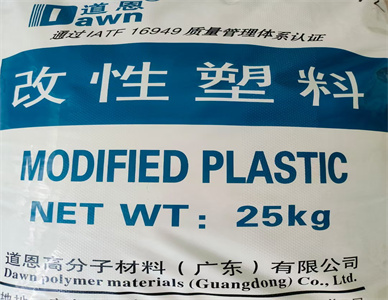 道恩
Dawn
通过IATF 16949 质量管理体系认证
改性塑料
MODIFIED PLASTIC
NET WT: 25kg
道恩高分子材料（广东）有限公司
Dawn polymer materials (Guangdong) Co., Ltd.